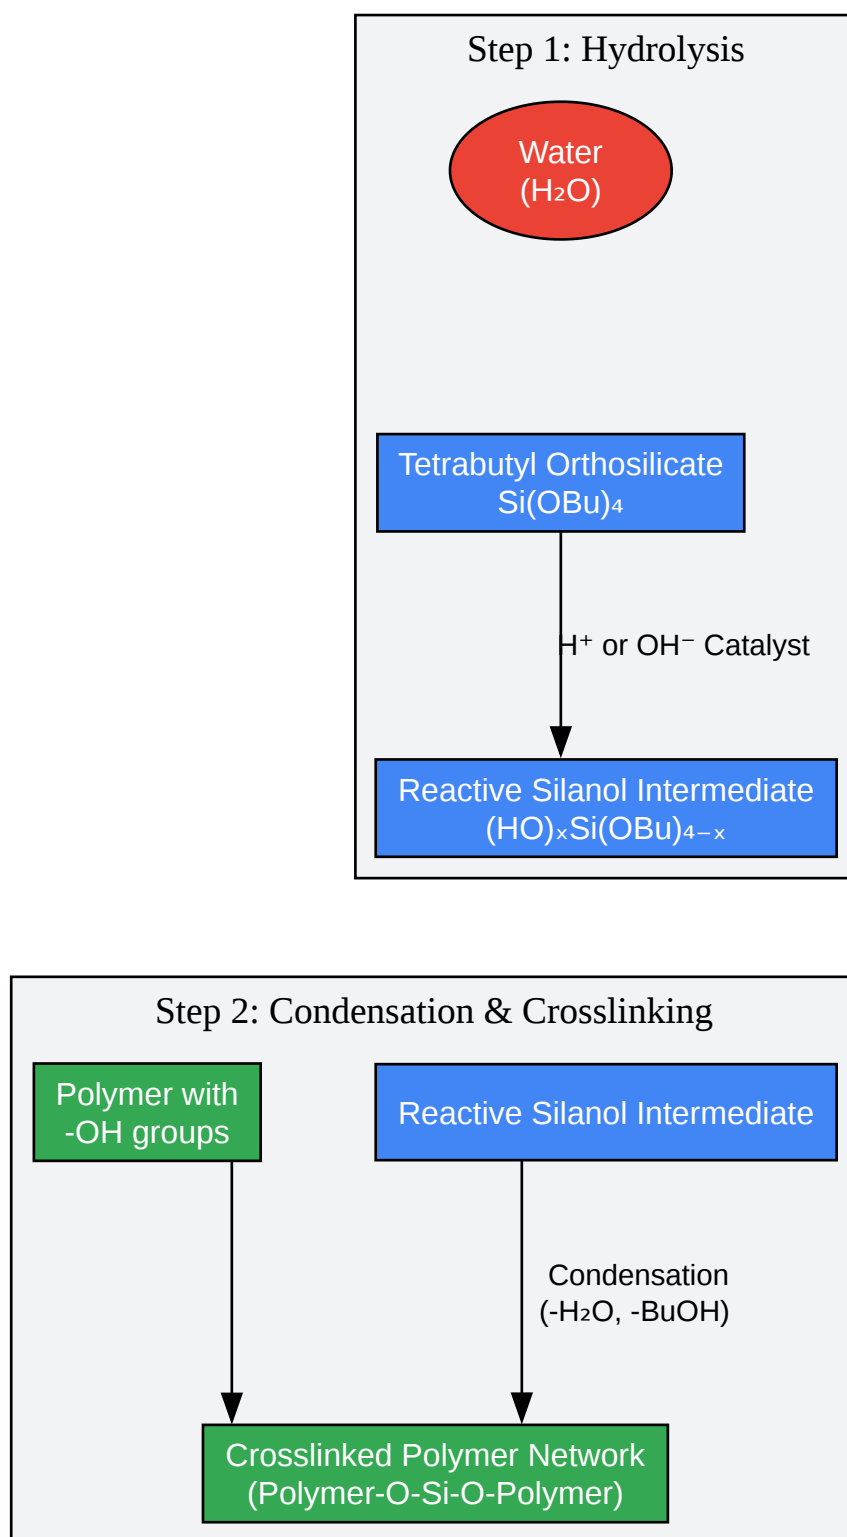 Step 1: Hydrolysis
Water
(H₂O)
Tetrabutyl Orthosilicate
Si(OBu)₄
H⁺ or OH⁻ Catalyst
Reactive Silanol Intermediate
(HO)ₓSi(OBu)₄₋ₓ
Step 2: Condensation & Crosslinking
Polymer with
-OH groups
Reactive Silanol Intermediate
Condensation
(-H₂O, -BuOH)
Crosslinked Polymer Network
(Polymer-O-Si-O-Polymer)